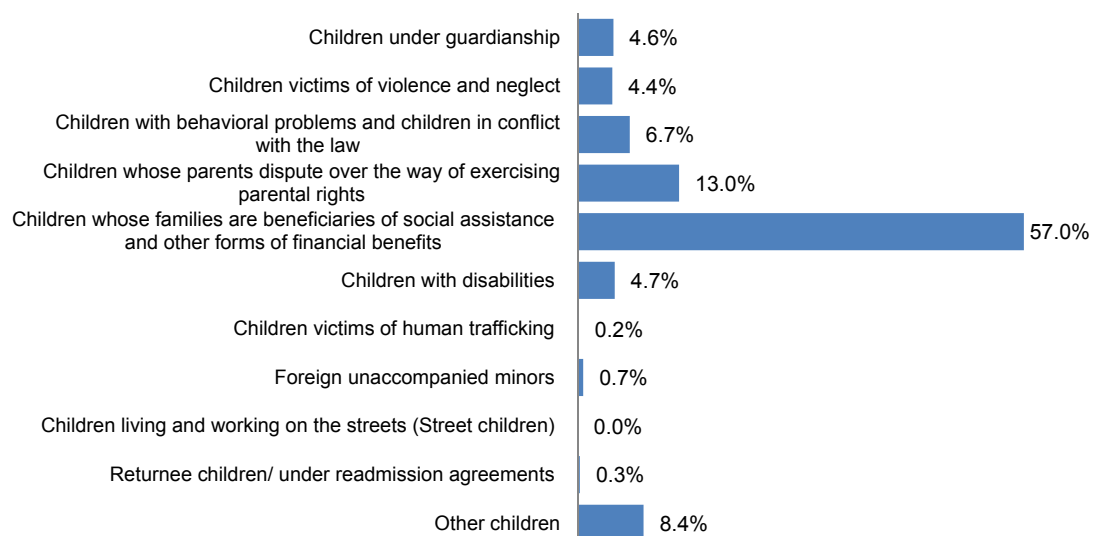 Children under guardianship 4.6%
Children victims of violence and neglect 4.4%
Children with behavioral problems and children in conflict
with the law 6.7%
Children whose parents dispute over the way of exercising
parental rights 13.0%
Children whose families are beneficiaries of social assistance
and other forms of financial benefits 57.0%
Children with disabilities 4.7%
Children victims of human trafficking 0.2%
Foreign unaccompanied minors 0.7%
Children living and working on the streets (Street children) 0.0%
Returnee children/ under readmission agreements 0.3%
Other children 8.4%